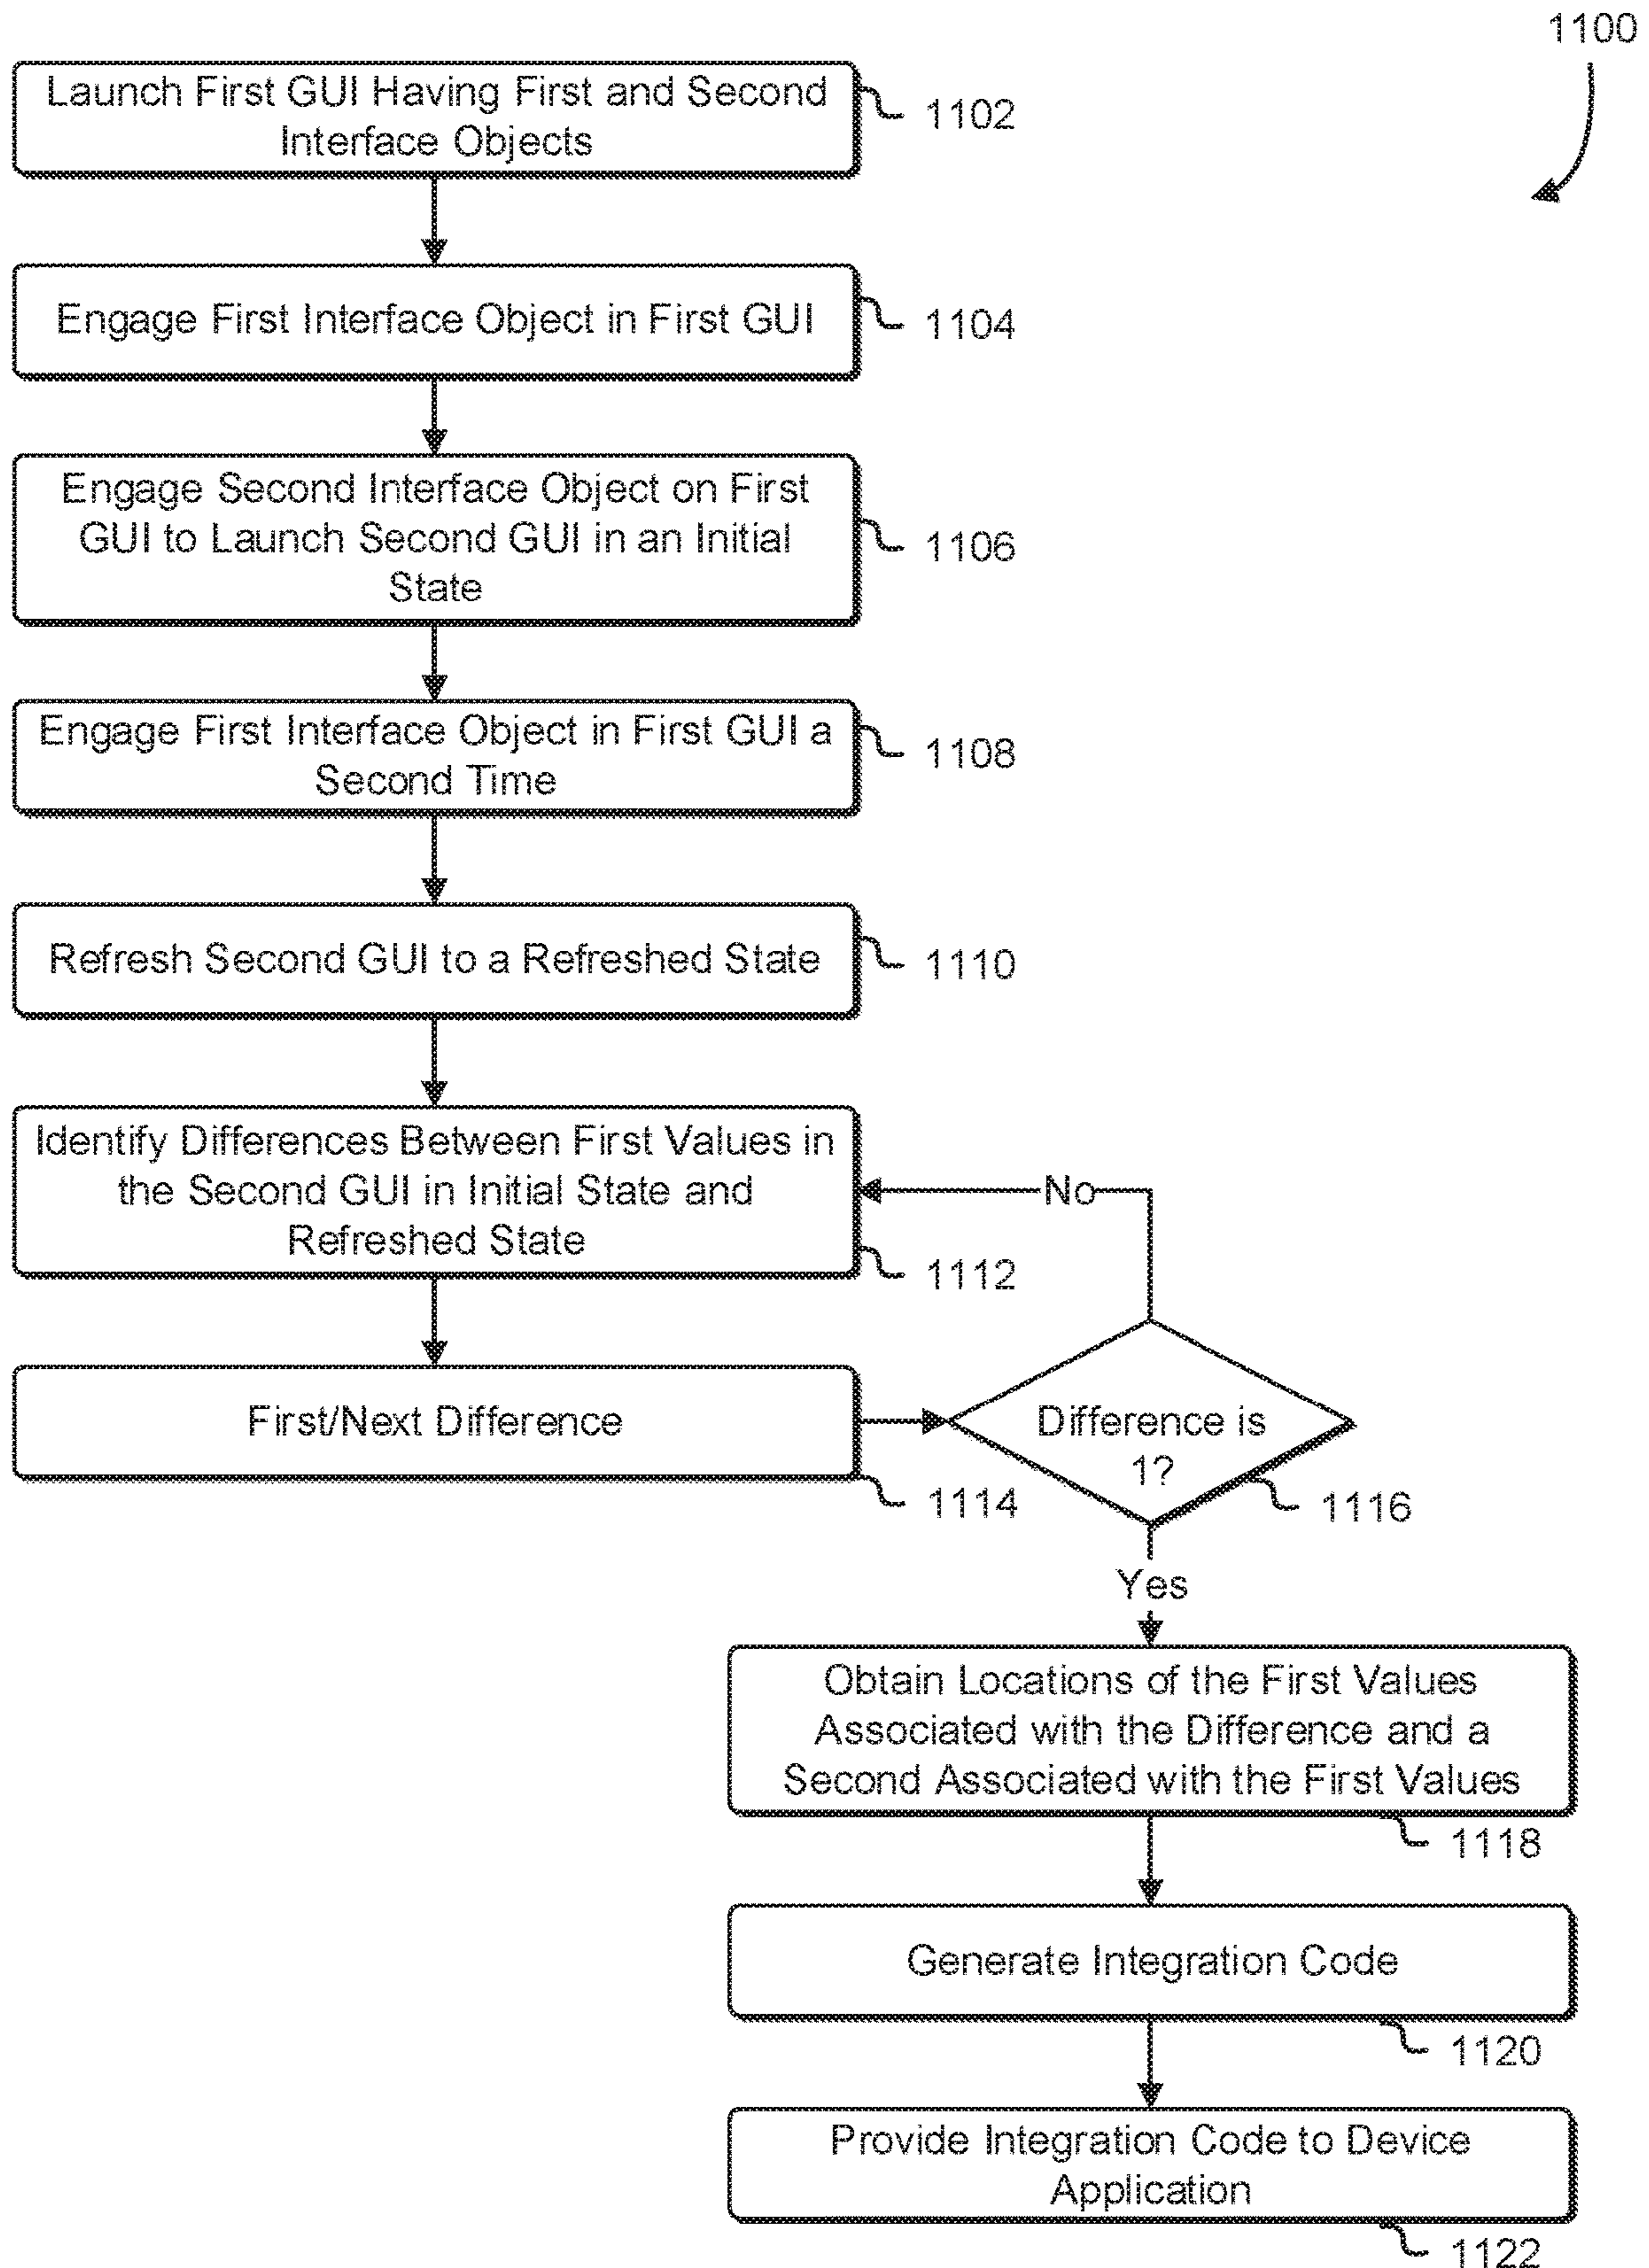 1100
Launch First GUI Having First and Second
Interface Objects
1102
Engage First Interface Object in First GUI
1104
Engage Second Interface Object on First
GUI to Launch Second GUI in an Initial
State
1106
Engage First Interface Object in First GUI a
Second Time
1108
Refresh Second GUI to a Refreshed State
1110
Identify Differences Between First Values in
the Second GUI in Initial State and
Refreshed State
1112
No
First/Next Difference
1114
Difference is
1?
1116
Yes
Obtain Locations of the First Values
Associated with the Difference and a
Second Associated with the First Values
1118
Generate Integration Code
1120
Provide Integration Code to Device
Application
1122